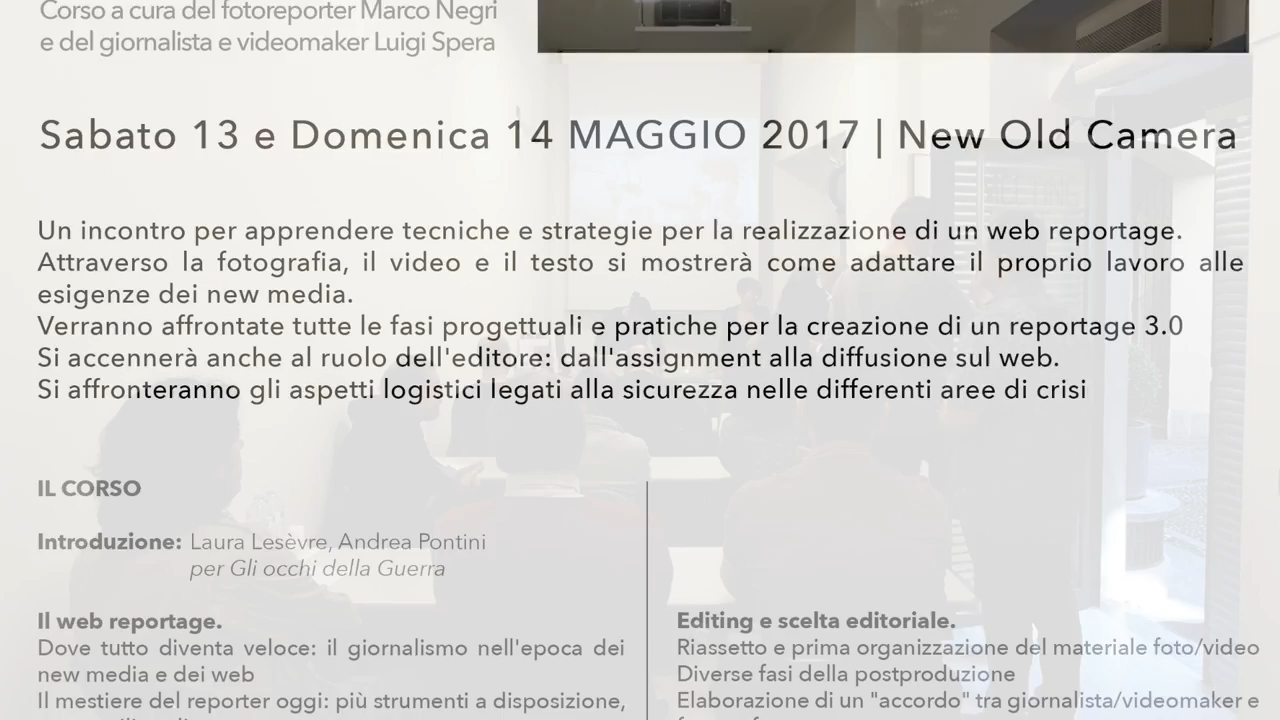 Corso a cura del fotoreporter Marco Negri
e del giornalista e videomaker Luigi Spera
Sabato 13 e Domenica 14 MAGGIO 2017 | New Old Camera
Un incontro per apprendere tecniche e strategie per la realizzazione di un web reportage.
Attraverso la fotografia, il video e il testo si mostrerà come adattare il proprio lavoro alle
esigenze dei new media.
Verranno affrontate tutte le fasi progettuali e pratiche per la creazione di un reportage 3.0
Si accennerà anche al ruolo dell'editore: dall'assignment alla diffusione sul web.
Si affronteranno gli aspetti logistici legati alla sicurezza nelle differenti aree di crisi
IL CORSO
Introduzione: Laura Lesèvre, Andrea Pontini
per Gli occhi della Guerra
Il web reportage.
Dove tutto diventa veloce: il giornalismo nell'epoca dei
new media e dei web
Il mestiere del reporter oggi: più strumenti a disposizione,
Editing e scelta editoriale.
Riassetto e prima organizzazione del materiale foto/video
Diverse fasi della postproduzione
Elaborazione di un "accordo" tra giornalista/videomaker e